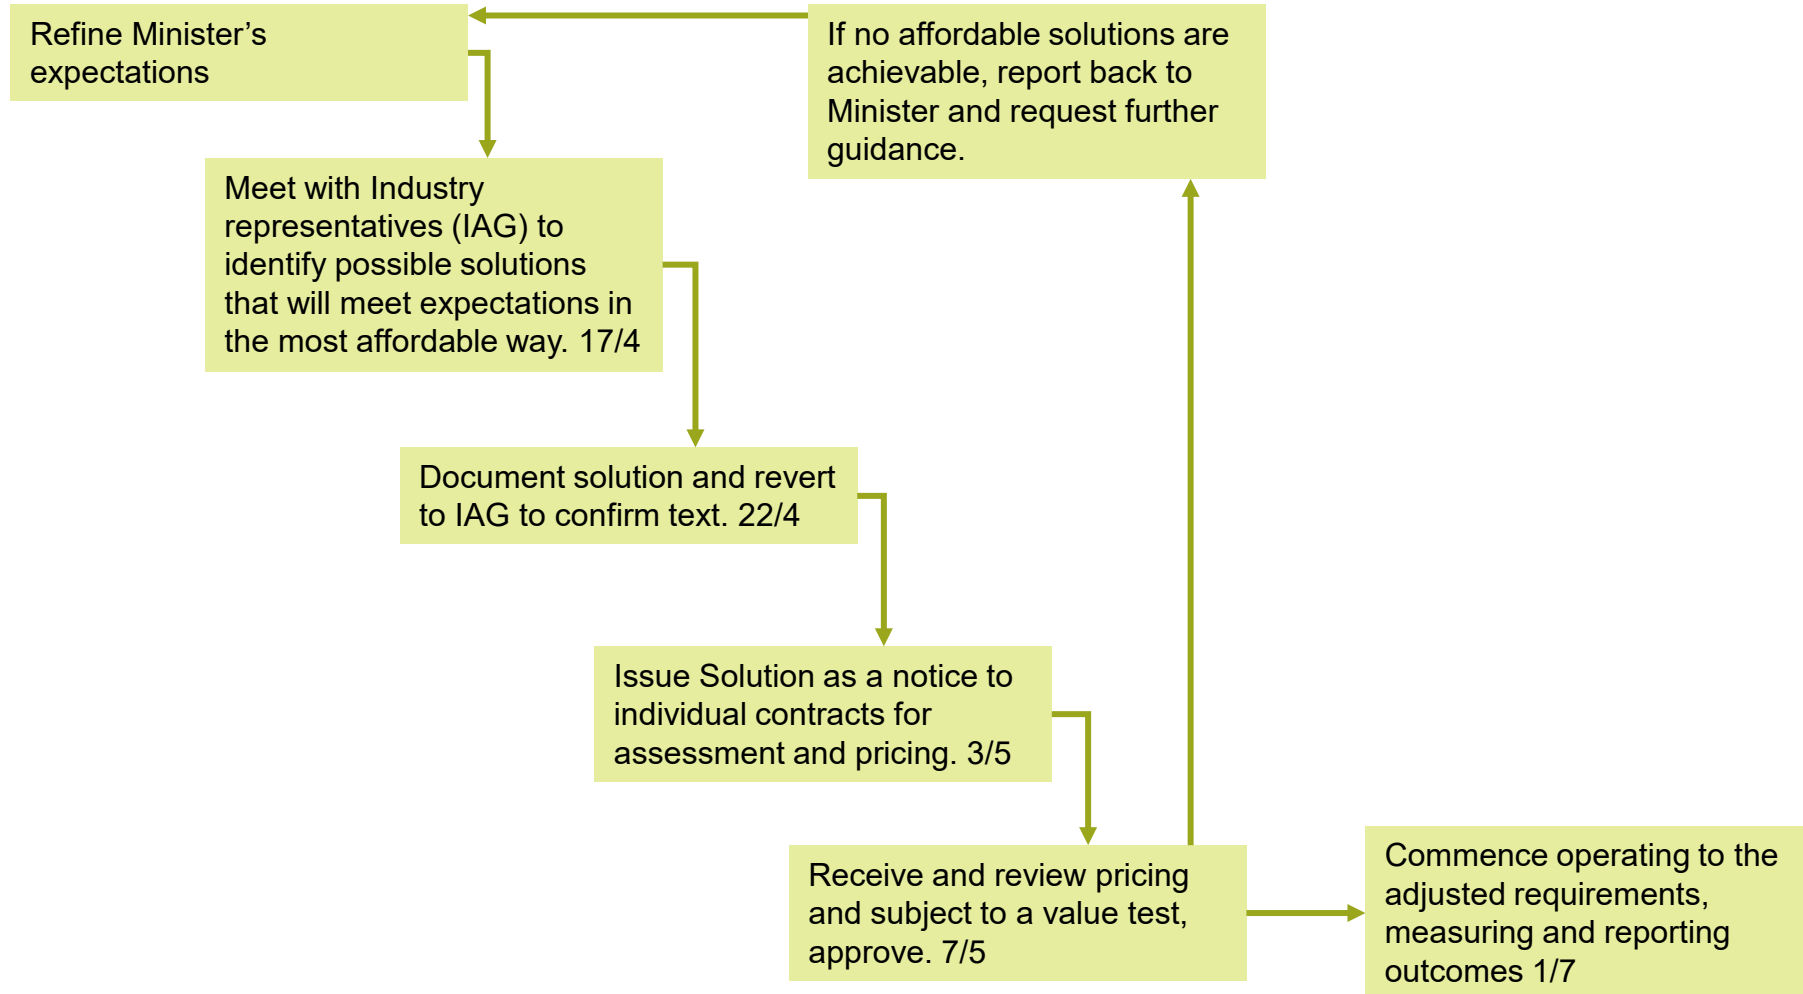 Refine Minister’s
expectations
If no affordable solutions are
achievable, report back to
Minister and request further
guidance.
Meet with Industry
representatives (IAG) to
identify possible solutions
that will meet expectations in
the most affordable way. 17/4
Document solution and revert
to IAG to confirm text. 22/4
Issue Solution as a notice to
individual contracts for
assessment and pricing. 3/5
Receive and review pricing
and subject to a value test,
approve. 7/5
Commence operating to the
adjusted requirements,
measuring and reporting
outcomes 1/7